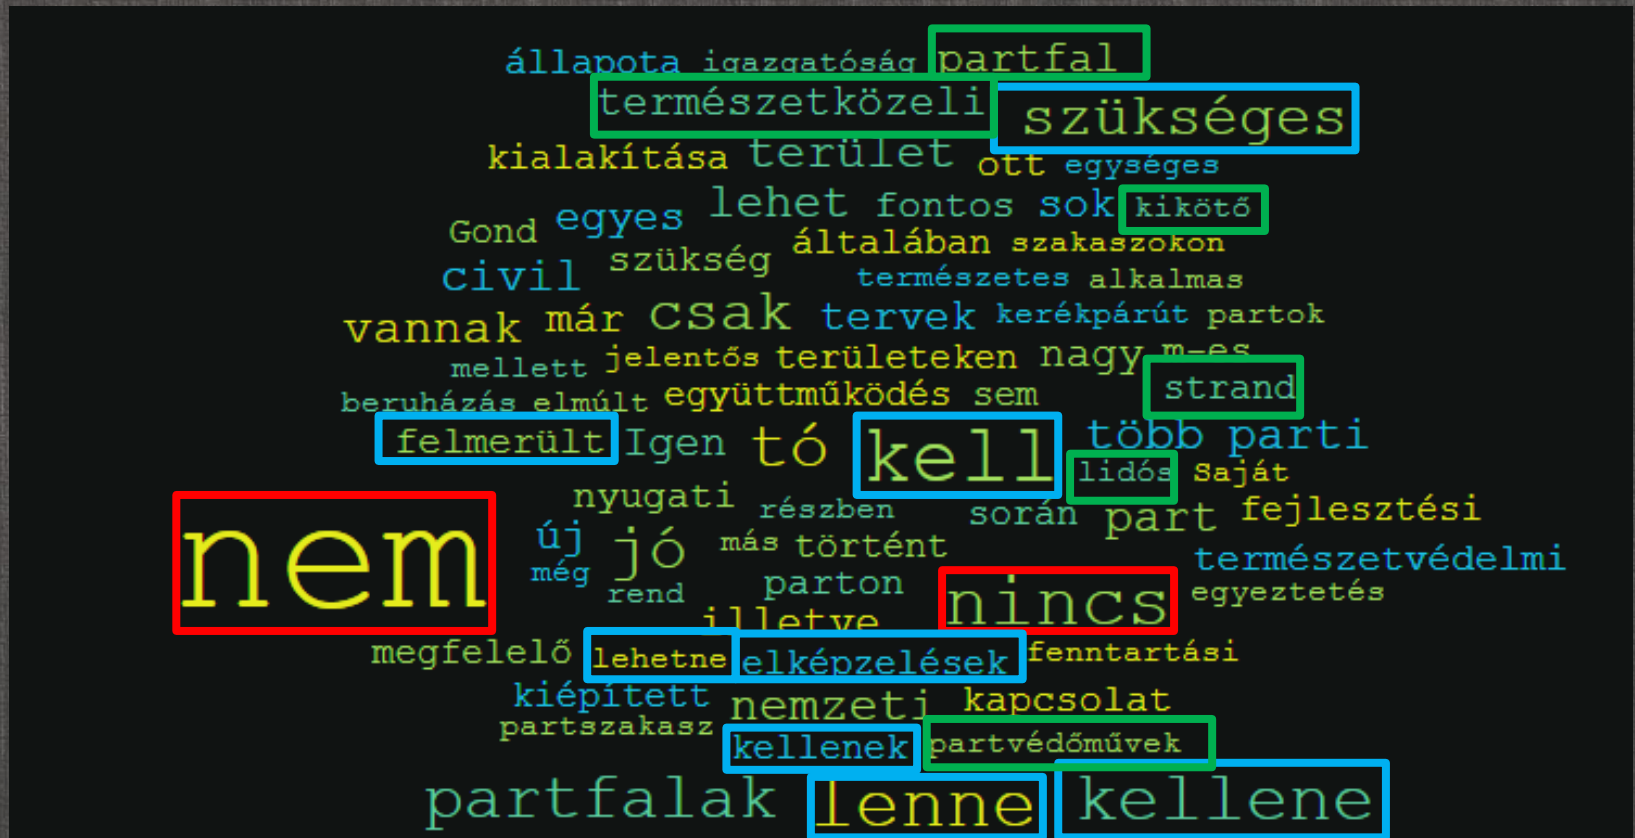 állapota igazgatóság partfal
természetközeli szükséges
kialakítása terület ott egységes
Gond egyes lehet fontos sok kikötő
civil szükség általában szakaszokon
természetes alkalmas
vannak már csak tervek kerékpárút partok
mellett jelentős területeken nagy m-es
beruházás elmúlt együttműködés sem strand
felmerült Igen tó kell több parti
lidós Saját
nyugati részben során part fejlesztési
nem új jó más történt természetvédelmi
még rend parton nincs egyeztetés
illetve
megfelelő lehetne elképzelések fenntartási
kiépített nemzeti kapcsolat
partszakasz kellenek partvédőművek
partfalak lenne kellene